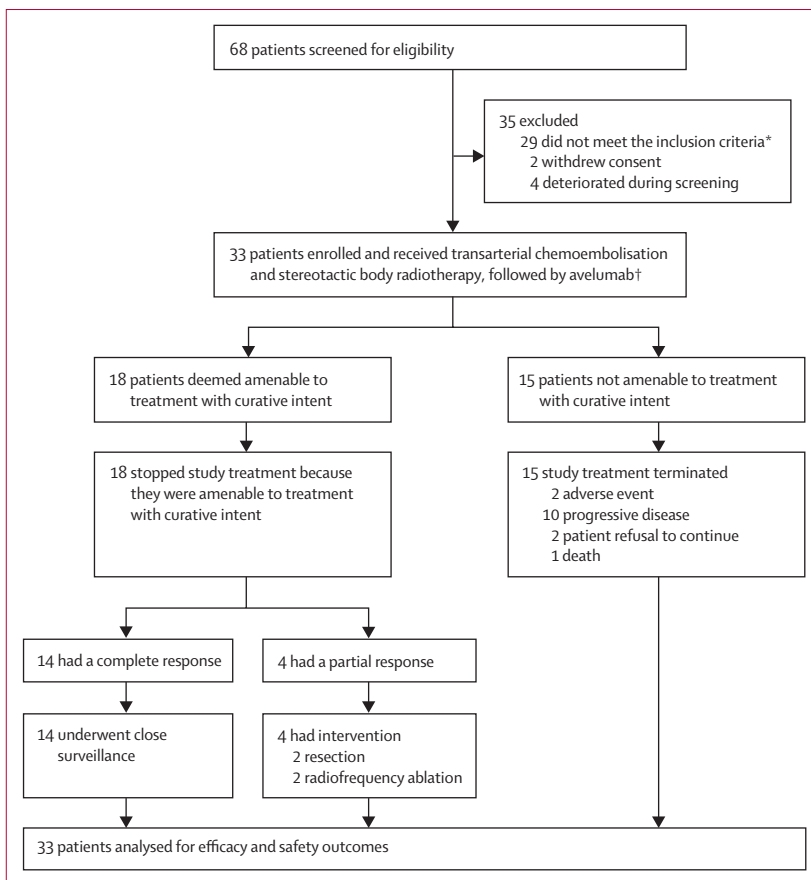 68 patients screened for eligibility
35 excluded
29 did not meet the inclusion criteria*
2 withdrew consent
4 deteriorated during screening
33 patients enrolled and received transarterial chemoembolisation
and stereotactic body radiotherapy, followed by avelumab†
18 patients deemed amenable to
treatment with curative intent
15 patients not amenable to treatment
with curative intent
18 stopped study treatment because
they were amenable to treatment
with curative intent
15 study treatment terminated
2 adverse event
10 progressive disease
2 patient refusal to continue
1 death
14 had a complete response
4 had a partial response
14 underwent close
surveillance
4 had intervention
2 resection
2 radiofrequency ablation
33 patients analysed for efficacy and safety outcomes